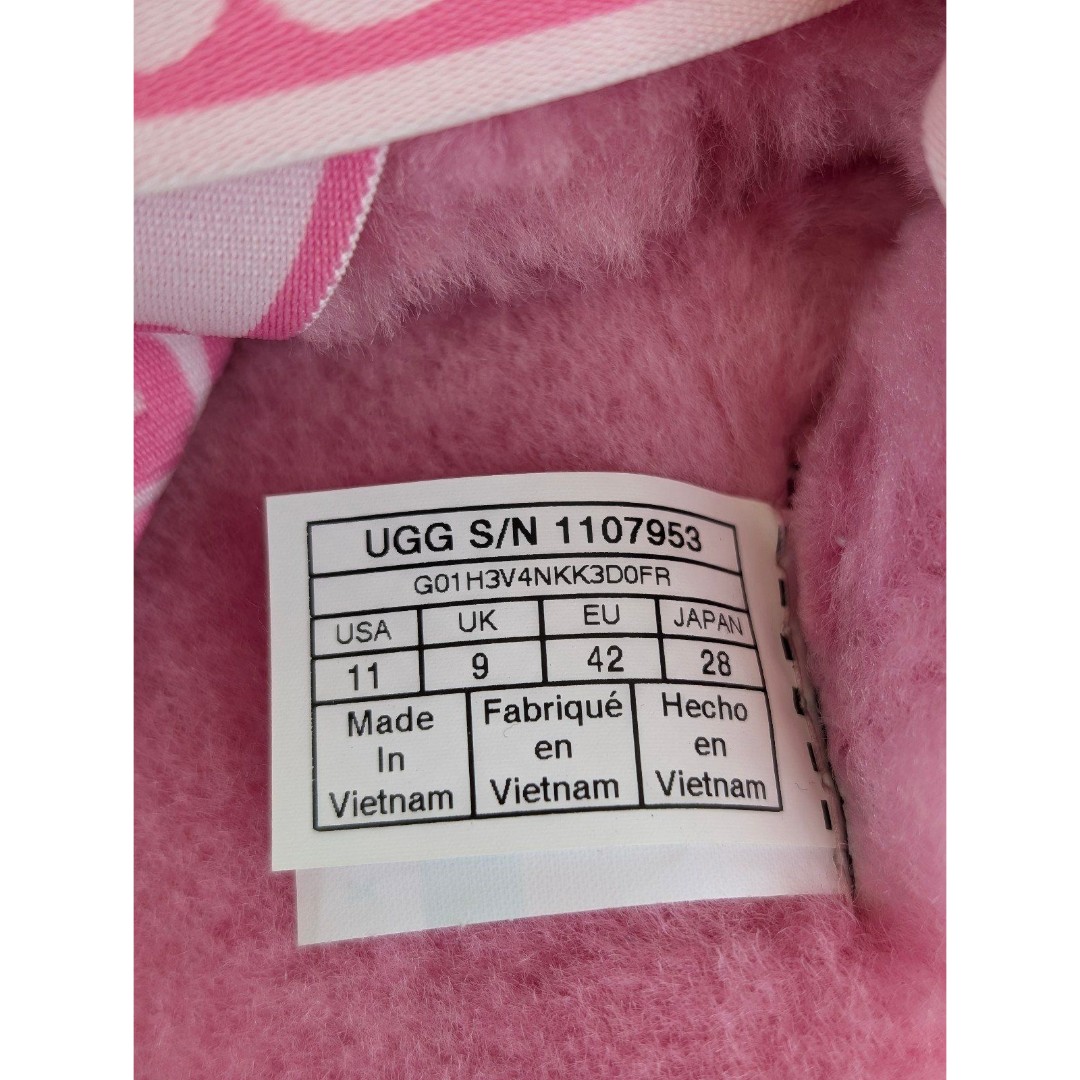 UGG S/N 1107953
G01H3V4NKK3D0FR
USA UK EU JAPAN
11 9 42 28
Made
In
Vietnam
Fabriqué
en
Vietnam
Hecho
en
Vietnam